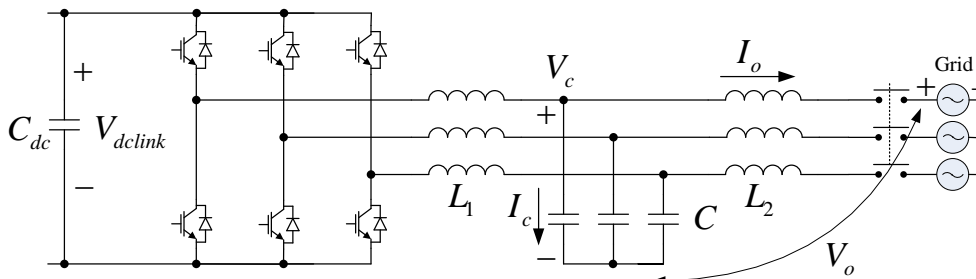 I_o
Grid
V_c
+
+
+
C_dc
V_dclink
−
L_1
I_c
−
C
L_2
V_o